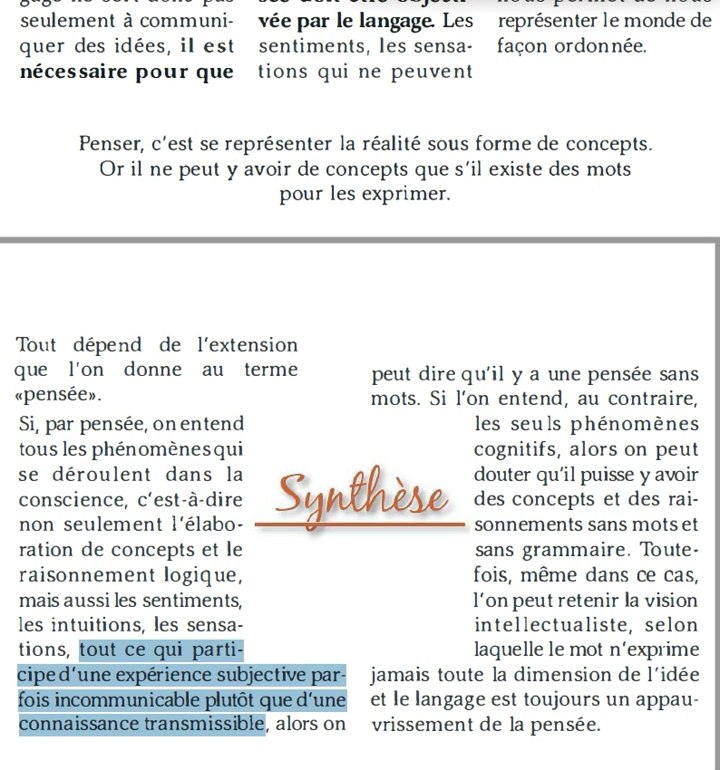 seulement à communi-
quer des idées, il est
nécessaire pour que
vée par le langage. Les
sentiments, les sensa-
tions qui ne peuvent
représenter le monde de
façon ordonnée.
Penser, c'est se représenter la réalité sous forme de concepts.
Or il ne peut y avoir de concepts que s'il existe des mots
pour les exprimer.
Tout dépend de l'extension
que l'on donne au terme
«pensée».
Si, par pensée, on entend
tous les phénomènes qui
se déroulent dans la
conscience, c'est-à-dire
non seulement l'élabo-
ration de concepts et le
raisonnement logique,
mais aussi les sentiments,
les intuitions, les sensa-
tions, tout ce qui parti-
cipe d'une expérience subjective par-
fois incommunicable plutôt que d'une
connaissance transmissible, alors on
Synthèse
peut dire qu'il y a une pensée sans
mots. Si l'on entend, au contraire,
les seuls phénomènes
cognitifs, alors on peut
douter qu'il puisse y avoir
des concepts et des rai-
sonnements sans mots et
sans grammaire. Toute-
fois, même dans ce cas,
l'on peut retenir la vision
intellectualiste, selon
laquelle le mot n'exprime
jamais toute la dimension de l'idée
et le langage est toujours un appau-
vrissement de la pensée.